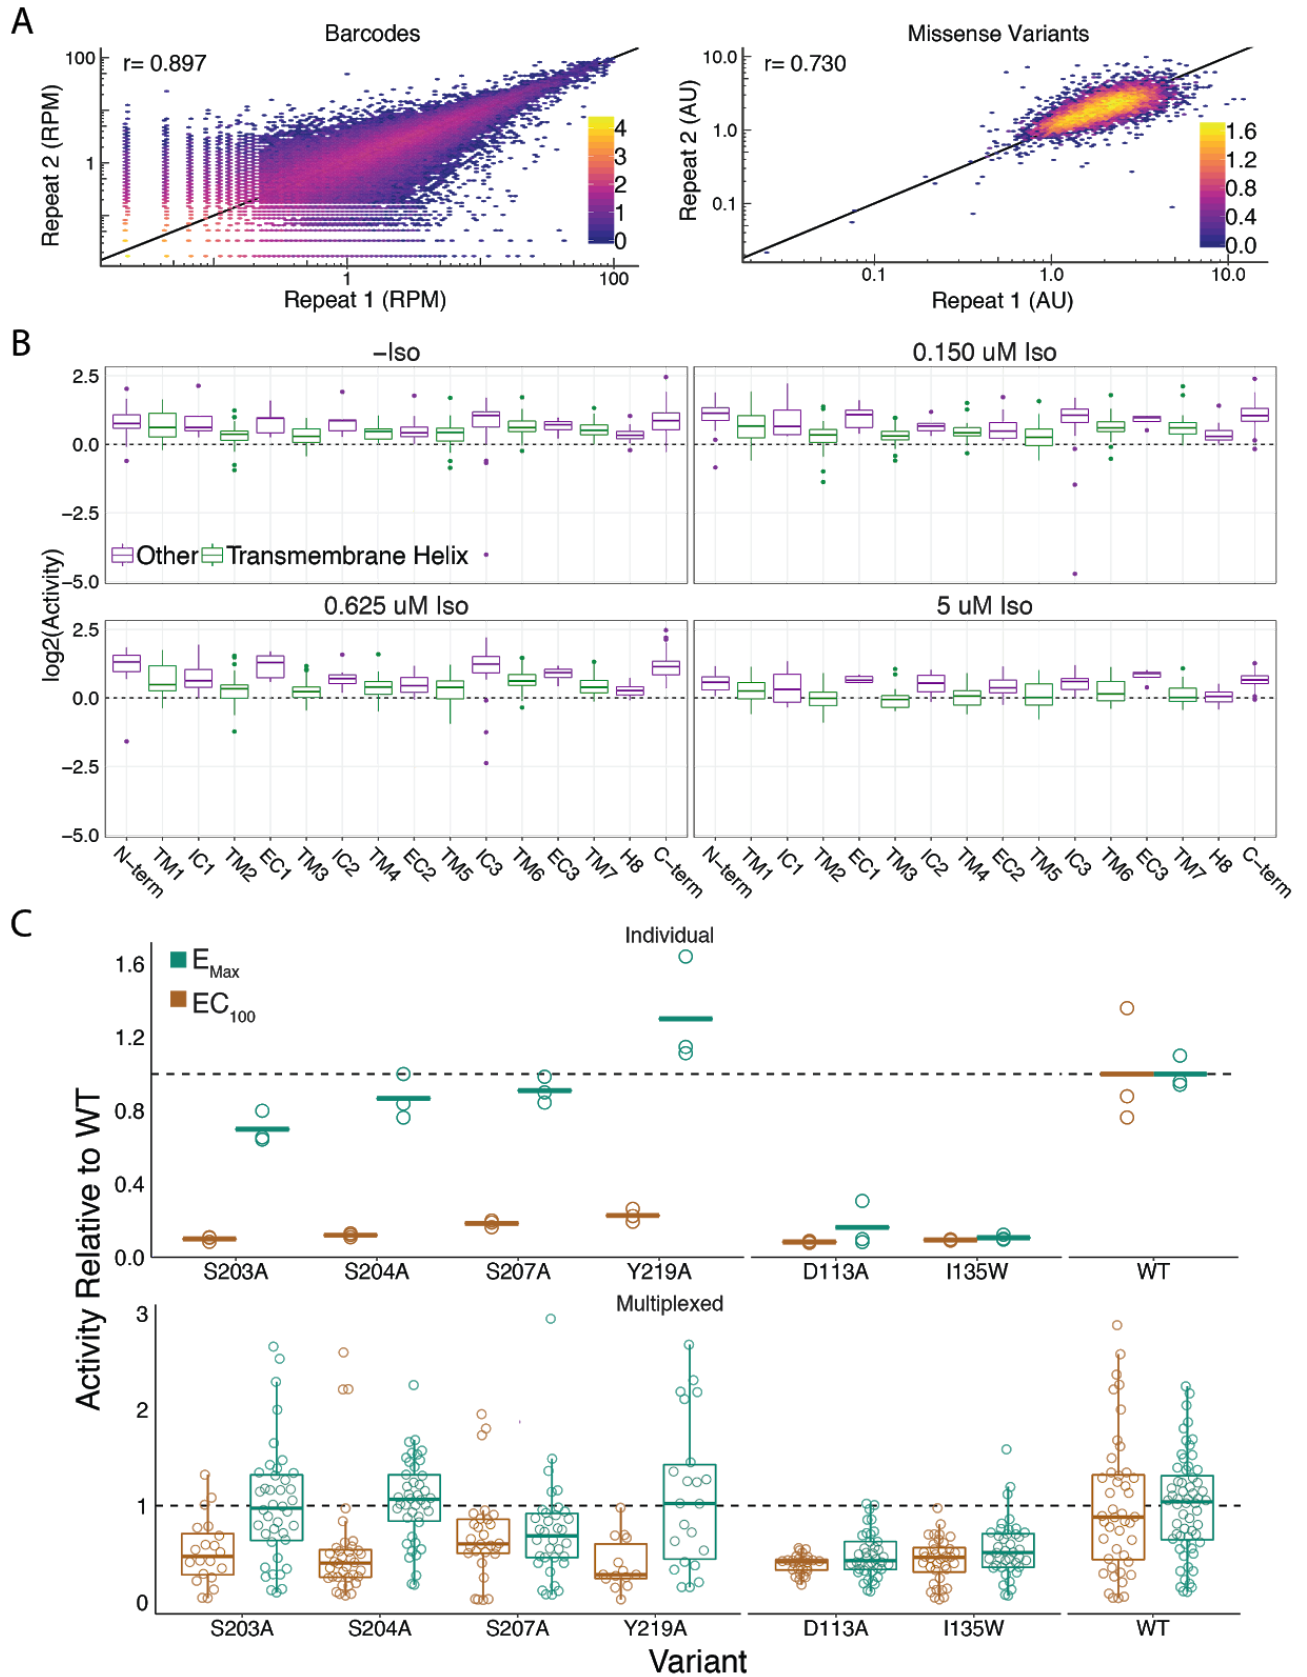 A
Barcodes
r= 0.897
100
1
Repeat 2 (RPM)
4
3
2
1
0
1
100
Repeat 1 (RPM)
Missense Variants
r= 0.730
10.0
1.0
0.1
Repeat 2 (AU)
1.6
1.2
0.8
0.4
0.0
0.1
1.0
10.0
Repeat 1 (AU)
B
−Iso
0.150 uM Iso
2.5
0.0
−2.5
−5.0
Other
Transmembrane Helix
log2(Activity)
0.625 uM Iso
5 uM Iso
2.5
0.0
−2.5
−5.0
N−term
TM1
IC1
TM2
EC1
TM3
IC2
TM4
EC2
TM5
IC3
TM6
EC3
TM7
H8
C−term
N−term
TM1
IC1
TM2
EC1
TM3
IC2
TM4
EC2
TM5
IC3
TM6
EC3
TM7
H8
C−term
C
Individual
E Max
EC 100
1.6
1.2
0.8
0.4
0.0
Activity Relative to WT
S203A
S204A
S207A
Y219A
D113A
I135W
WT
Multiplexed
3
2
1
0
S203A
S204A
S207A
Y219A
D113A
I135W
WT
Variant